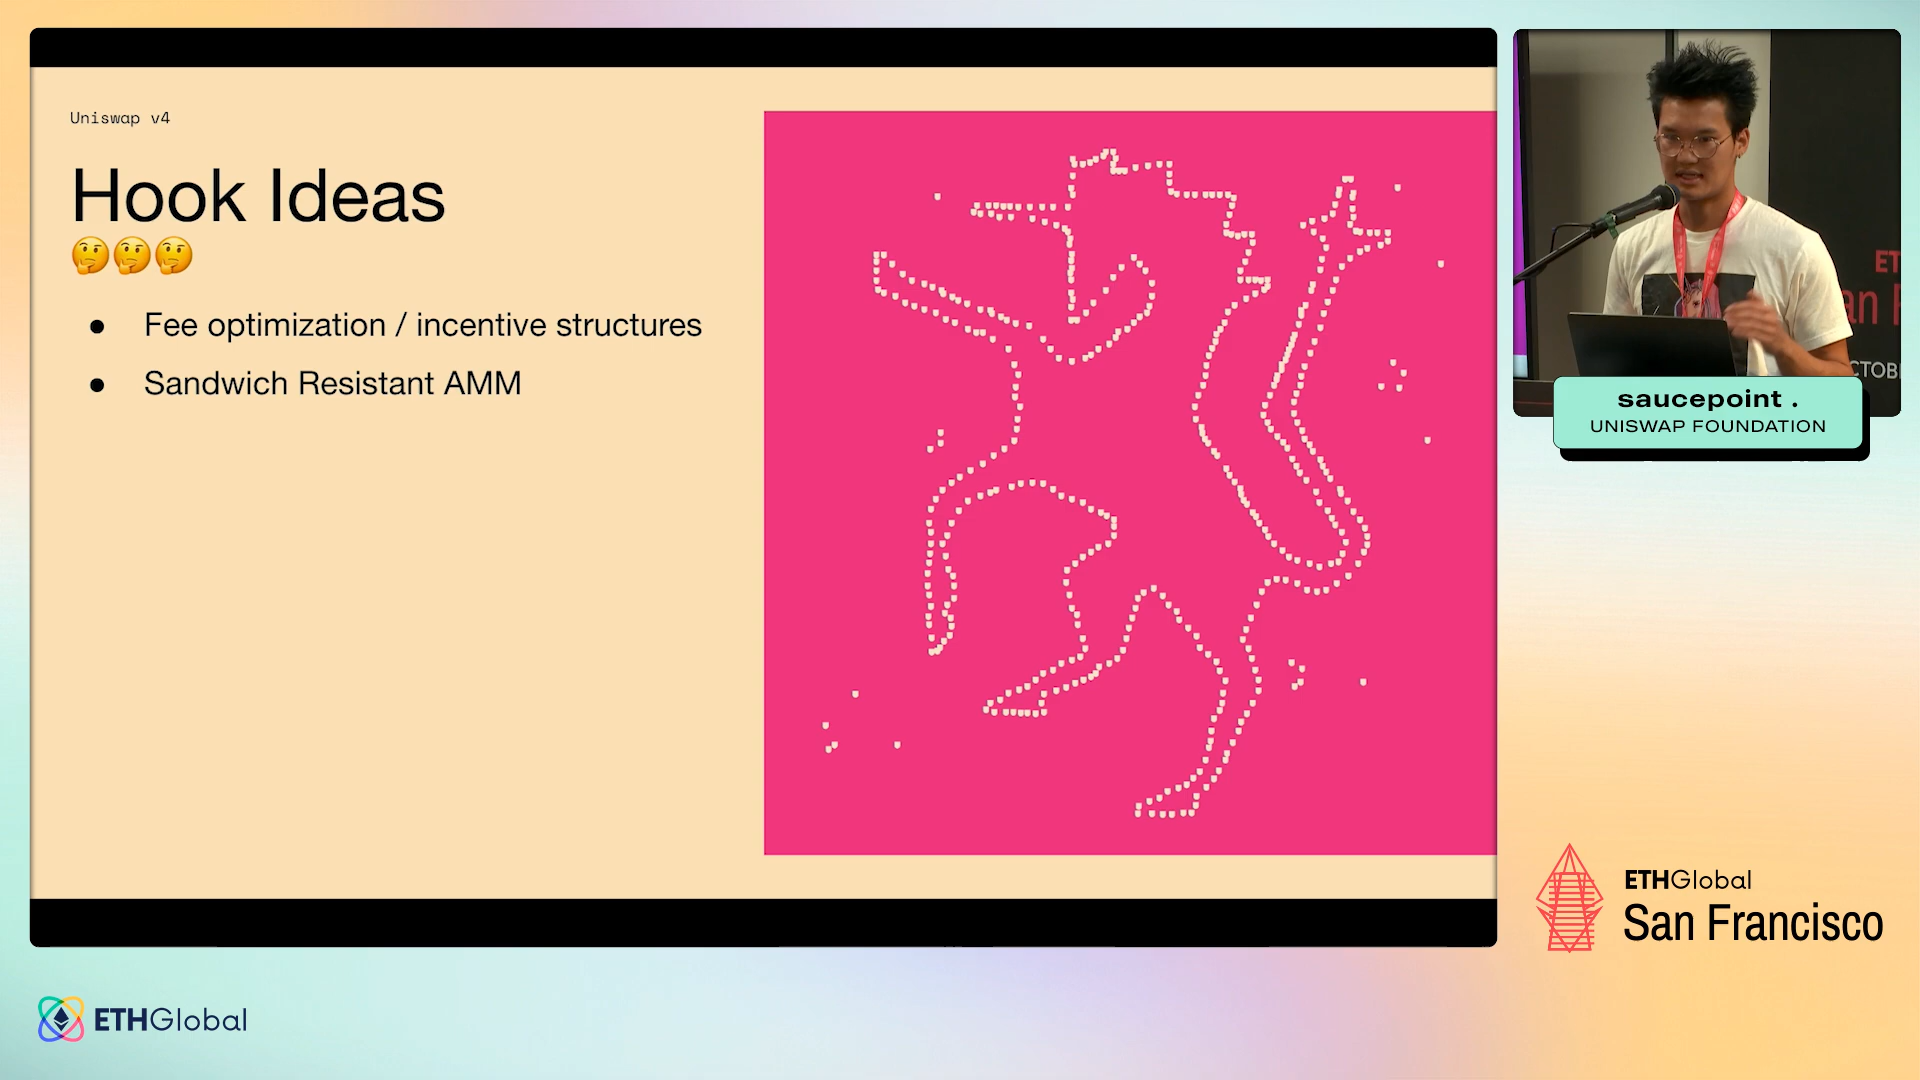 Uniswap v4
Hook Ideas
🤔🤔🤔
● Fee optimization / incentive structures
● Sandwich Resistant AMM
saucepoint .
UNISWAP FOUNDATION
ETHGlobal
San Francisco
ETHGlobal